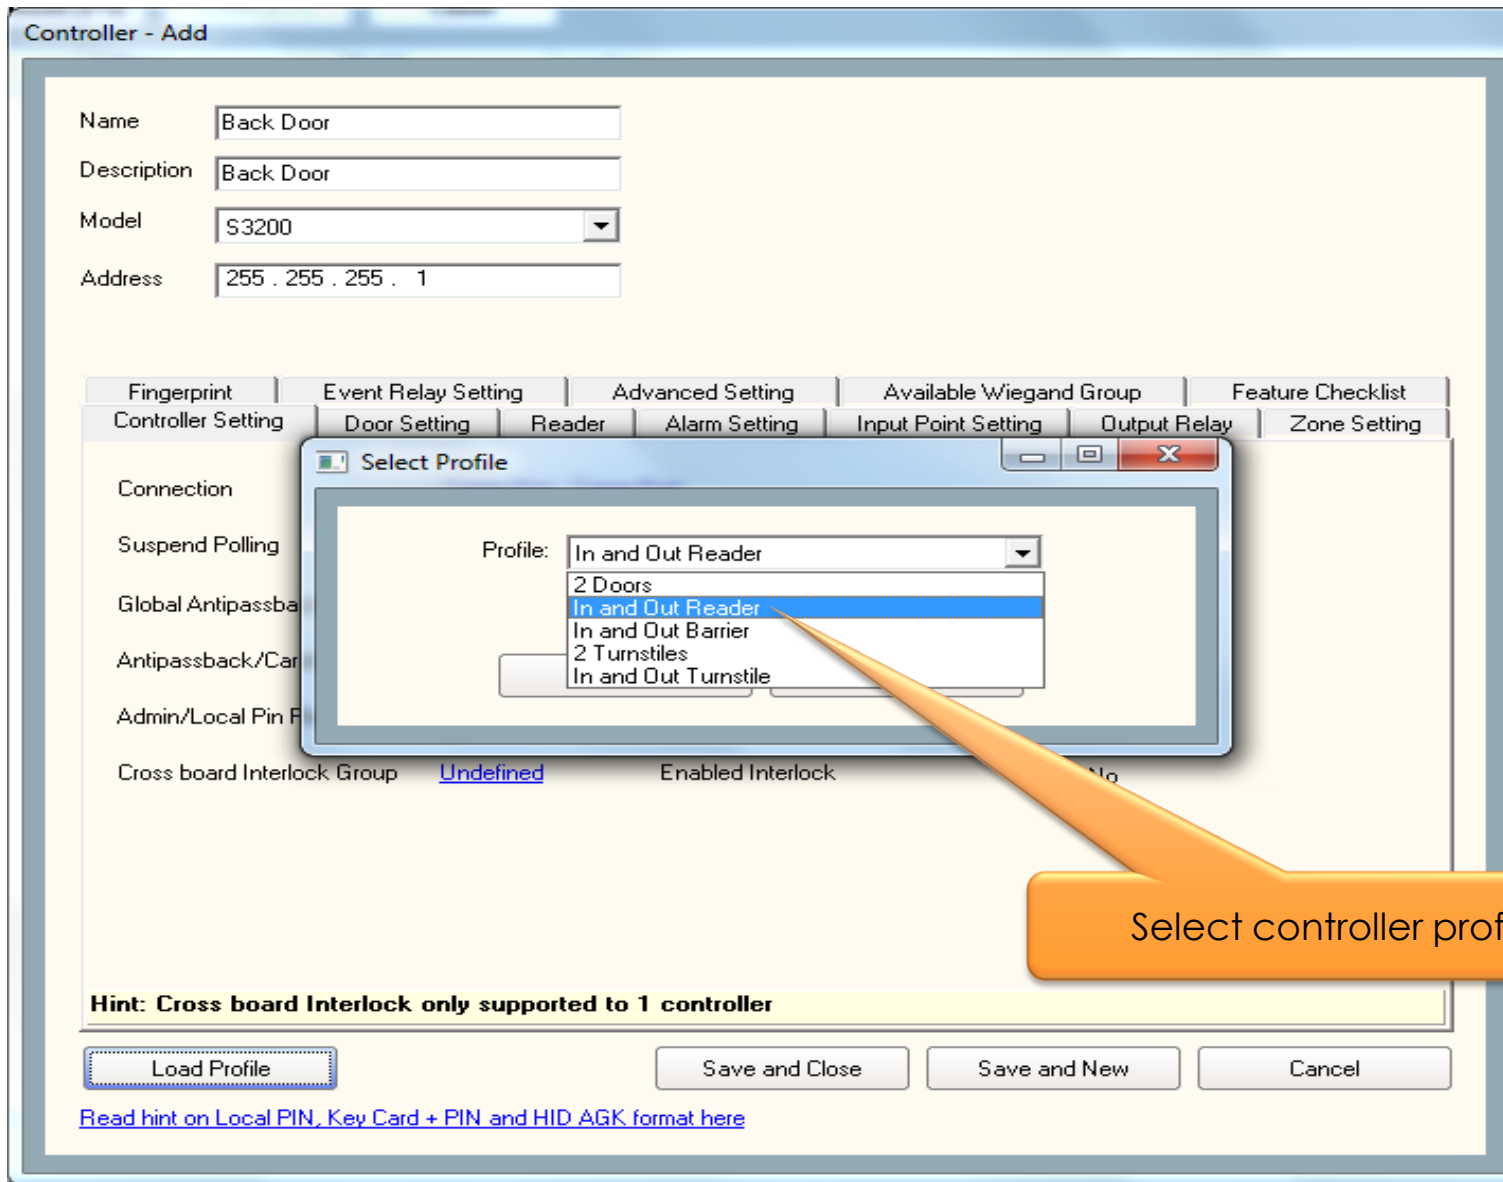 Controller - Add
Name Back Door
Description Back Door
Model S3200
Address 255 . 255 . 255 . 1
Fingerprint Event Relay Setting Advanced Setting Available Wiegand Group Feature Checklist
Controller Setting Door Setting Reader Alarm Setting Input Point Setting Output Relay Zone Setting
Select Profile
Connection
Suspend Polling
Profile: In and Out Reader
2 Doors
In and Out Reader
In and Out Barrier
2 Turnstiles
In and Out Turnstile
Global Antipassba
Antipassback/Car
Admin/Local Pin
Cross board Interlock Group Undefined Enabled Interlock No
Select controller prof
Hint: Cross board Interlock only supported to 1 controller
Load Profile Save and Close Save and New Cancel
Read hint on Local PIN, Key Card + PIN and HID AGK format here